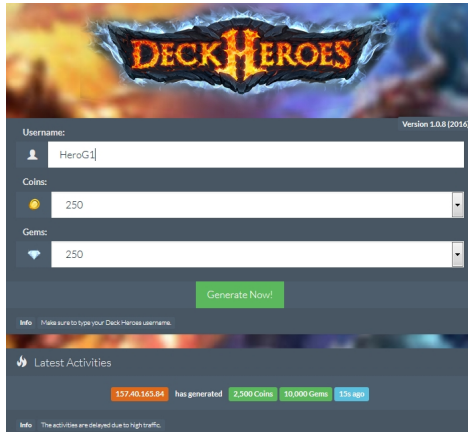 DECK HEROES
Version 1.0.8 (2016)
Username:
HeroG1
Coins:
250
Gems:
250
Generate Now!
Info Make sure to type your Deck Heroes username.
Latest Activities
157.40.165.84 has generated 2,500 Coins 10,000 Gems 15s ago
Info The activities are delayed due to high traffic.